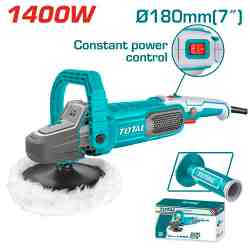 1400W
Ø180mm(7”)
Constant power
control
TOTAL
TOTAL